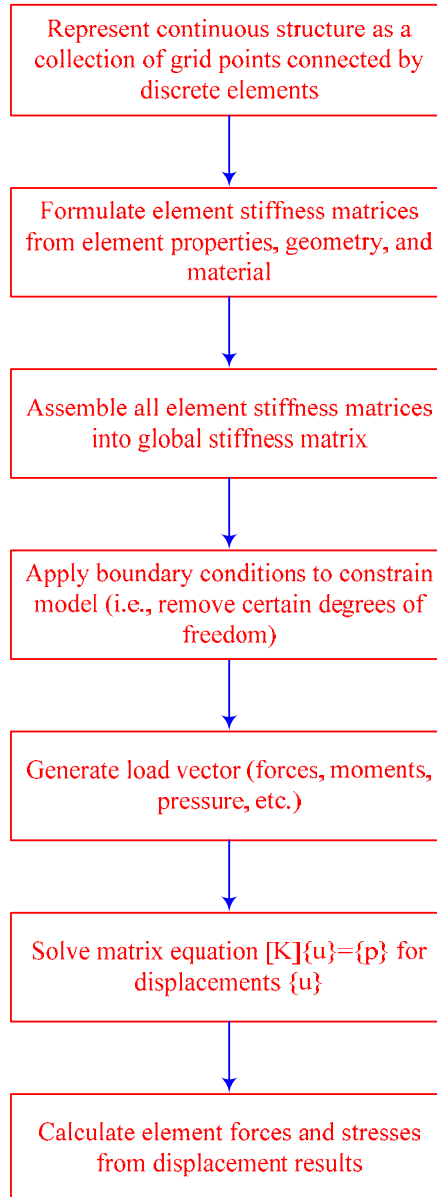 Represent continuous structure as a
collection of grid points connected by
discrete elements
Formulate element stiffness matrices
from element properties, geometry, and
material
Assemble all element stiffness matrices
into global stiffness matrix
Apply boundary conditions to constrain
model (i.e., remove certain degrees of
freedom)
Generate load vector (forces, moments,
pressure, etc.)
Solve matrix equation [K]{u}={p} for
displacements {u}
Calculate element forces and stresses
from displacement results